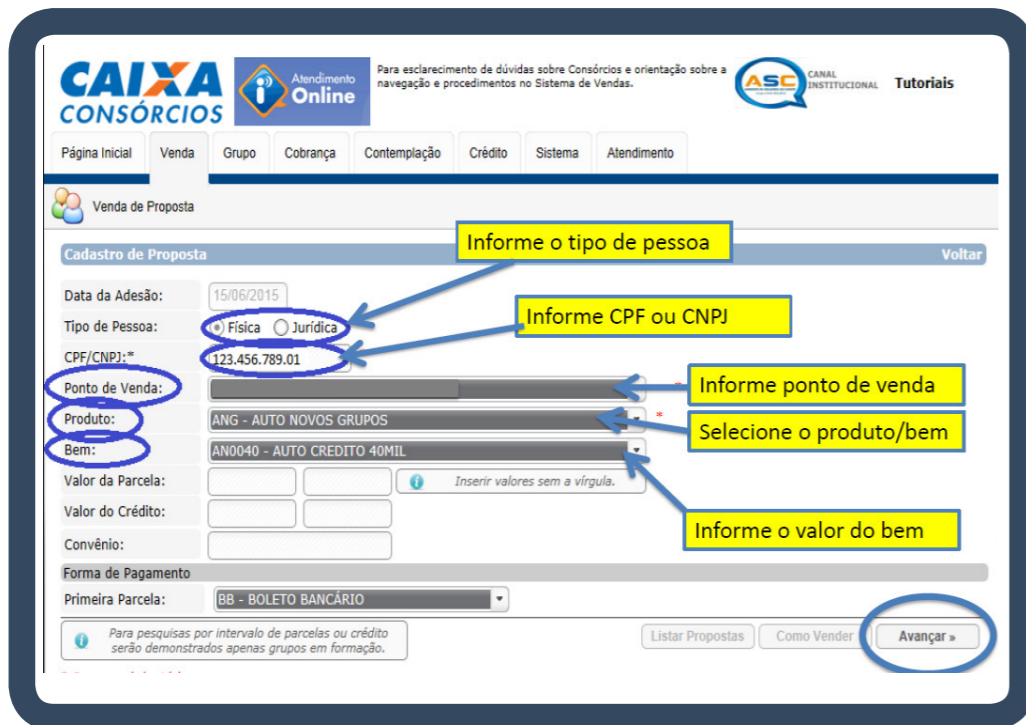 CAIXA
CONSÓRCIOS
Atendimento
Online
Para esclarecimento de dúvidas sobre Consórcios e orientação sobre a
navegação e procedimentos no Sistema de Vendas.
ASC
CANAL
INSTITUCIONAL
Tutoriais
Página Inicial Venda Grupo Cobrança Contemplação Crédito Sistema Atendimento
Venda de Proposta
Informe o tipo de pessoa
Cadastro de Proposta Voltar
Data da Adesão: 15/06/2015
Tipo de Pessoa: Física Jurídica
Informe CPF ou CNPJ
CPF/CNPJ:* 123.456.789.01
Ponto de Venda: *
Informe ponto de venda
Produto: ANG - AUTO NOVOS GRUPOS *
Selecione o produto/bem
Bem: AN0040 - AUTO CREDITO 40MIL
Valor da Parcela: Inserir valores sem a vírgula.
Valor do Crédito:
Informe o valor do bem
Convênio:
Forma de Pagamento
Primeira Parcela: BB - BOLETO BANCÁRIO
Para pesquisas por intervalo de parcelas ou crédito
serão demonstrados apenas grupos em formação.
Listar Propostas Como Vender Avançar »